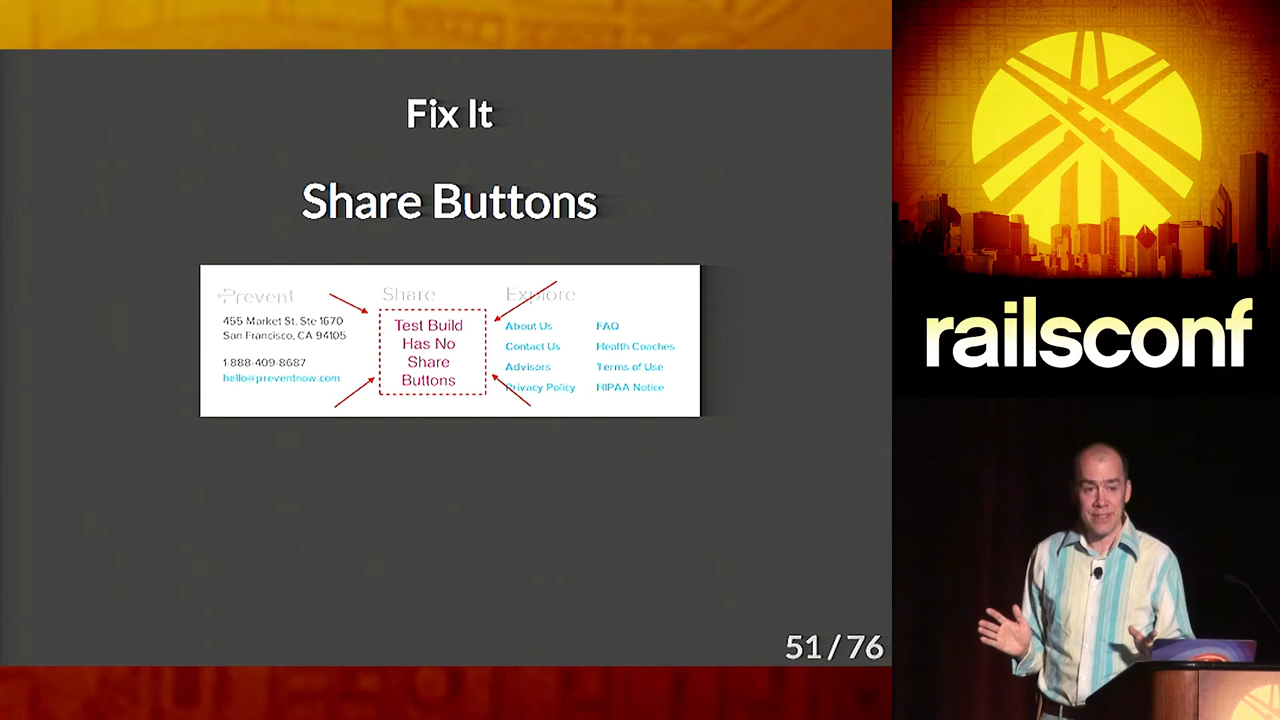 Fix It
Share Buttons
Prevent
455 Market St. Ste 1670
San Francisco, CA 94105
1-888-409-8687
hello@preventnow.com
Share
Test Build
Has No
Share
Buttons
Explore
About Us
Contact Us
Advisors
Privacy Policy
FAQ
Health Coaches
Terms of Use
HIPAA Notice
51/76
railsconf